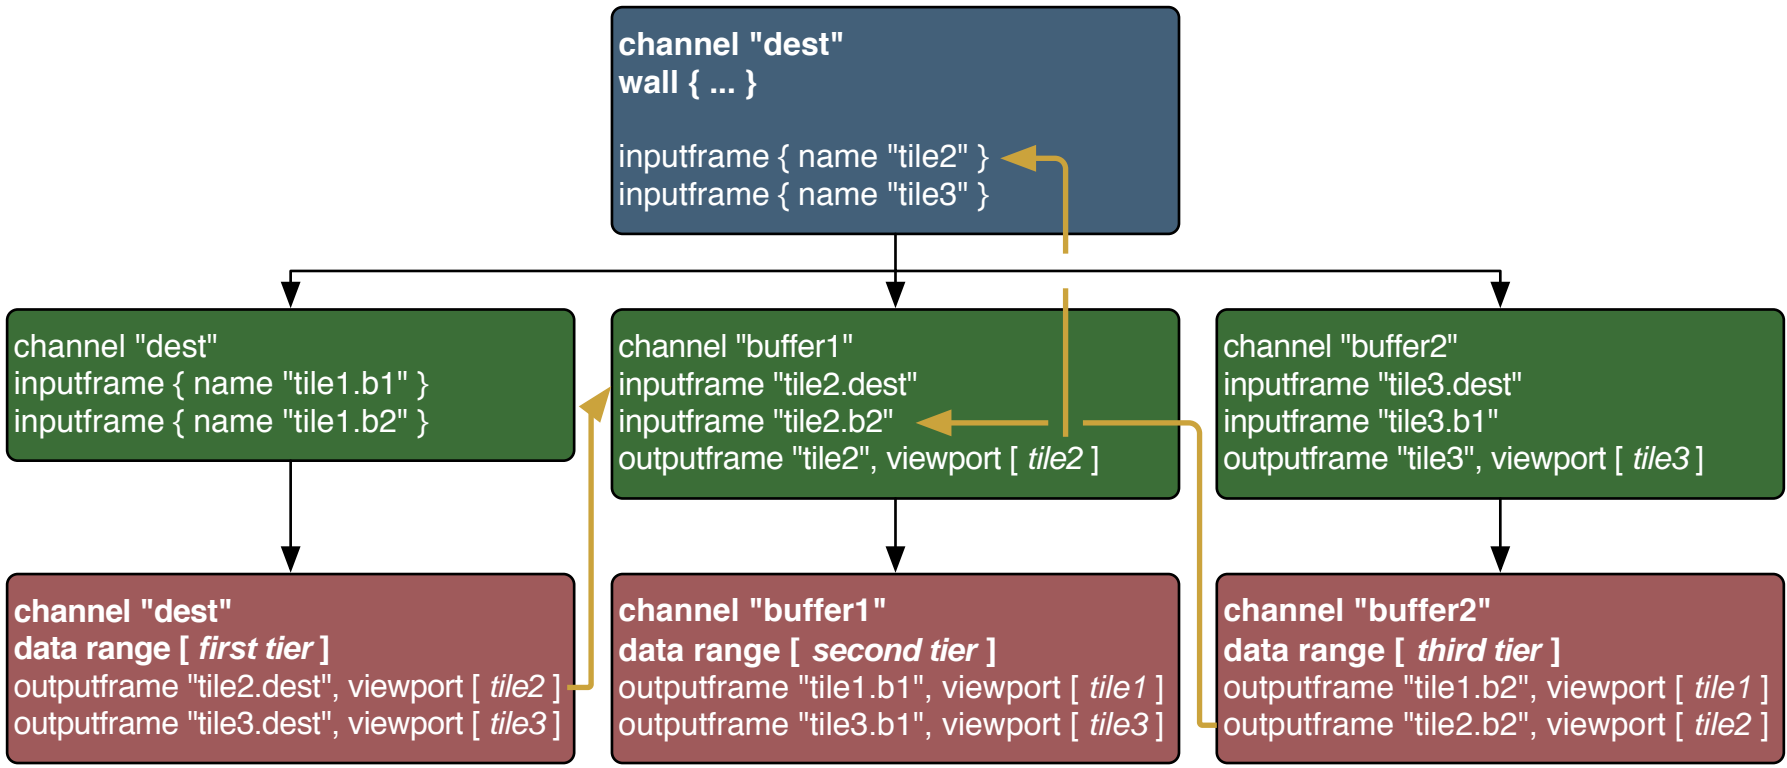 channel "dest"
wall { ... }
inputframe { name "tile2" }
inputframe { name "tile3" }
channel "dest"
inputframe { name "tile1.b1" }
inputframe { name "tile1.b2" }
channel "buffer1"
inputframe "tile2.dest"
inputframe "tile2.b2"
outputframe "tile2", viewport [ tile2 ]
channel "buffer2"
inputframe "tile3.dest"
inputframe "tile3.b1"
outputframe "tile3", viewport [ tile3 ]
channel "dest"
data range [ first tier ]
outputframe "tile2.dest", viewport [ tile2 ]
outputframe "tile3.dest", viewport [ tile3 ]
channel "buffer1"
data range [ second tier ]
outputframe "tile1.b1", viewport [ tile1 ]
outputframe "tile3.b1", viewport [ tile3 ]
channel "buffer2"
data range [ third tier ]
outputframe "tile1.b2", viewport [ tile1 ]
outputframe "tile2.b2", viewport [ tile2 ]